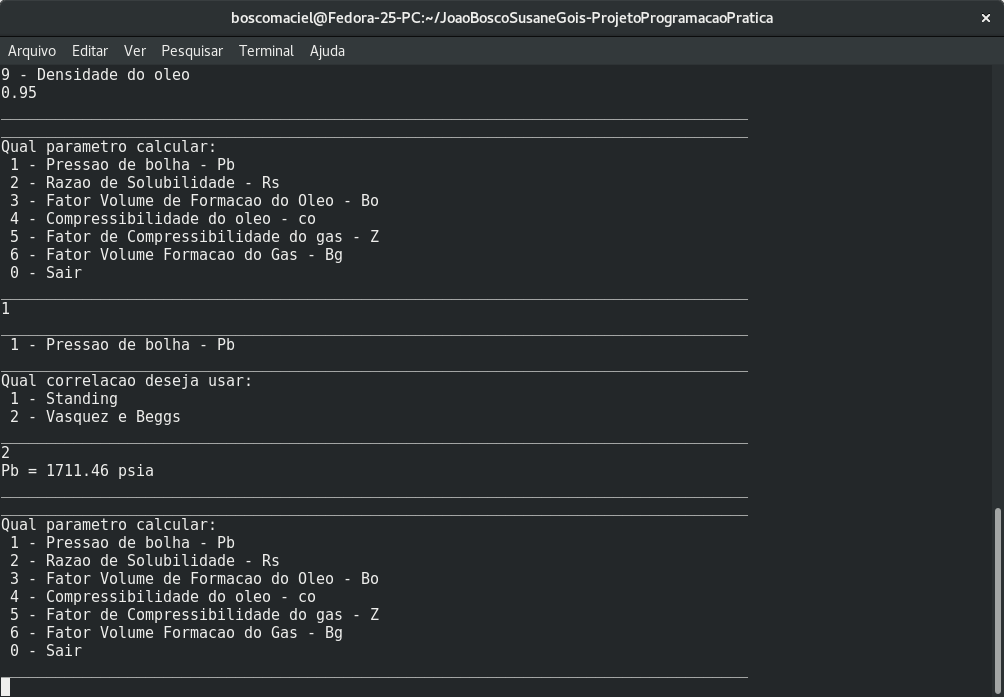 boscomaciel@Fedora-25-PC:~/JoaoBoscoSusaneGois-ProjetoProgramacaoPratica
Arquivo Editar Ver Pesquisar Terminal Ajuda
9 - Densidade do oleo
0.95
Qual parametro calcular:
1 - Pressao de bolha - Pb
2 - Razao de Solubilidade - Rs
3 - Fator Volume de Formacao do Oleo - Bo
4 - Compressibilidade do oleo - co
5 - Fator de Compressibilidade do gas - Z
6 - Fator Volume Formacao do Gas - Bg
0 - Sair
1
1 - Pressao de bolha - Pb
Qual correlacao deseja usar:
1 - Standing
2 - Vasquez e Beggs
2
Pb = 1711.46 psia
Qual parametro calcular:
1 - Pressao de bolha - Pb
2 - Razao de Solubilidade - Rs
3 - Fator Volume de Formacao do Oleo - Bo
4 - Compressibilidade do oleo - co
5 - Fator de Compressibilidade do gas - Z
6 - Fator Volume Formacao do Gas - Bg
0 - Sair